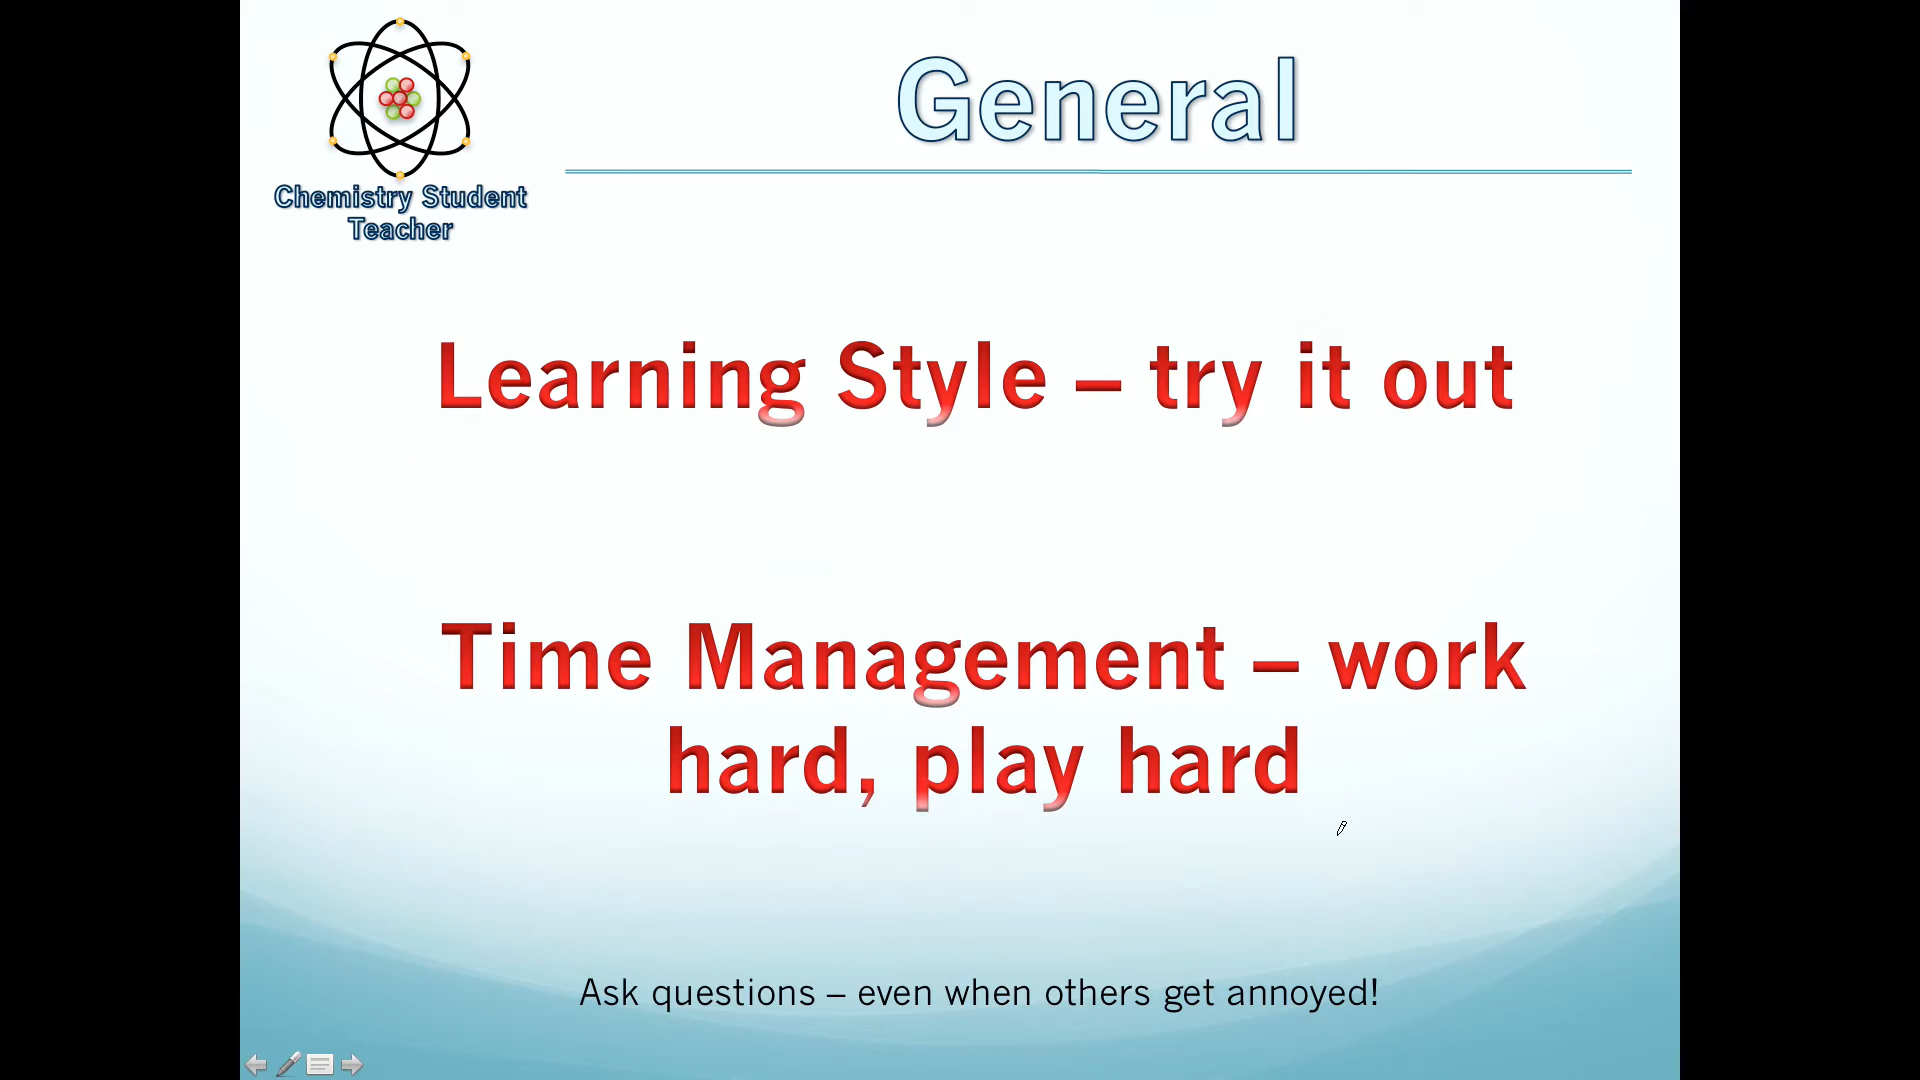 General
Chemistry Student
Teacher
Learning Style – try it out
Time Management – work
hard, play hard
Ask questions – even when others get annoyed!